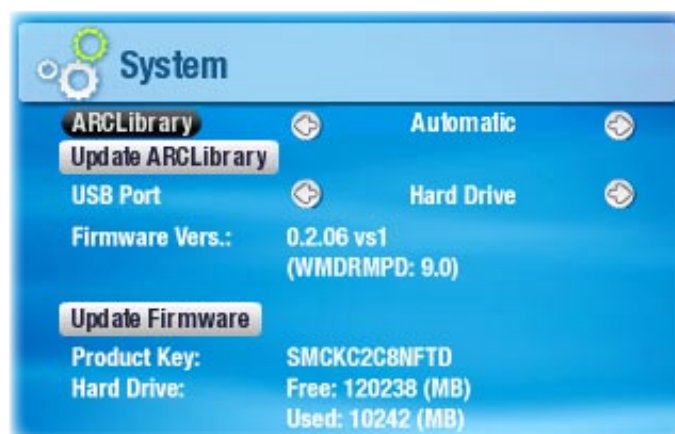 System
ARCLibrary Automatic
Update ARCLibrary
USB Port Hard Drive
Firmware Vers.: 0.2.06 vs1
(WMDRMPD: 9.0)
Update Firmware
Product Key: SMCKC2C8NFTD
Hard Drive: Free: 120238 (MB)
Used: 10242 (MB)